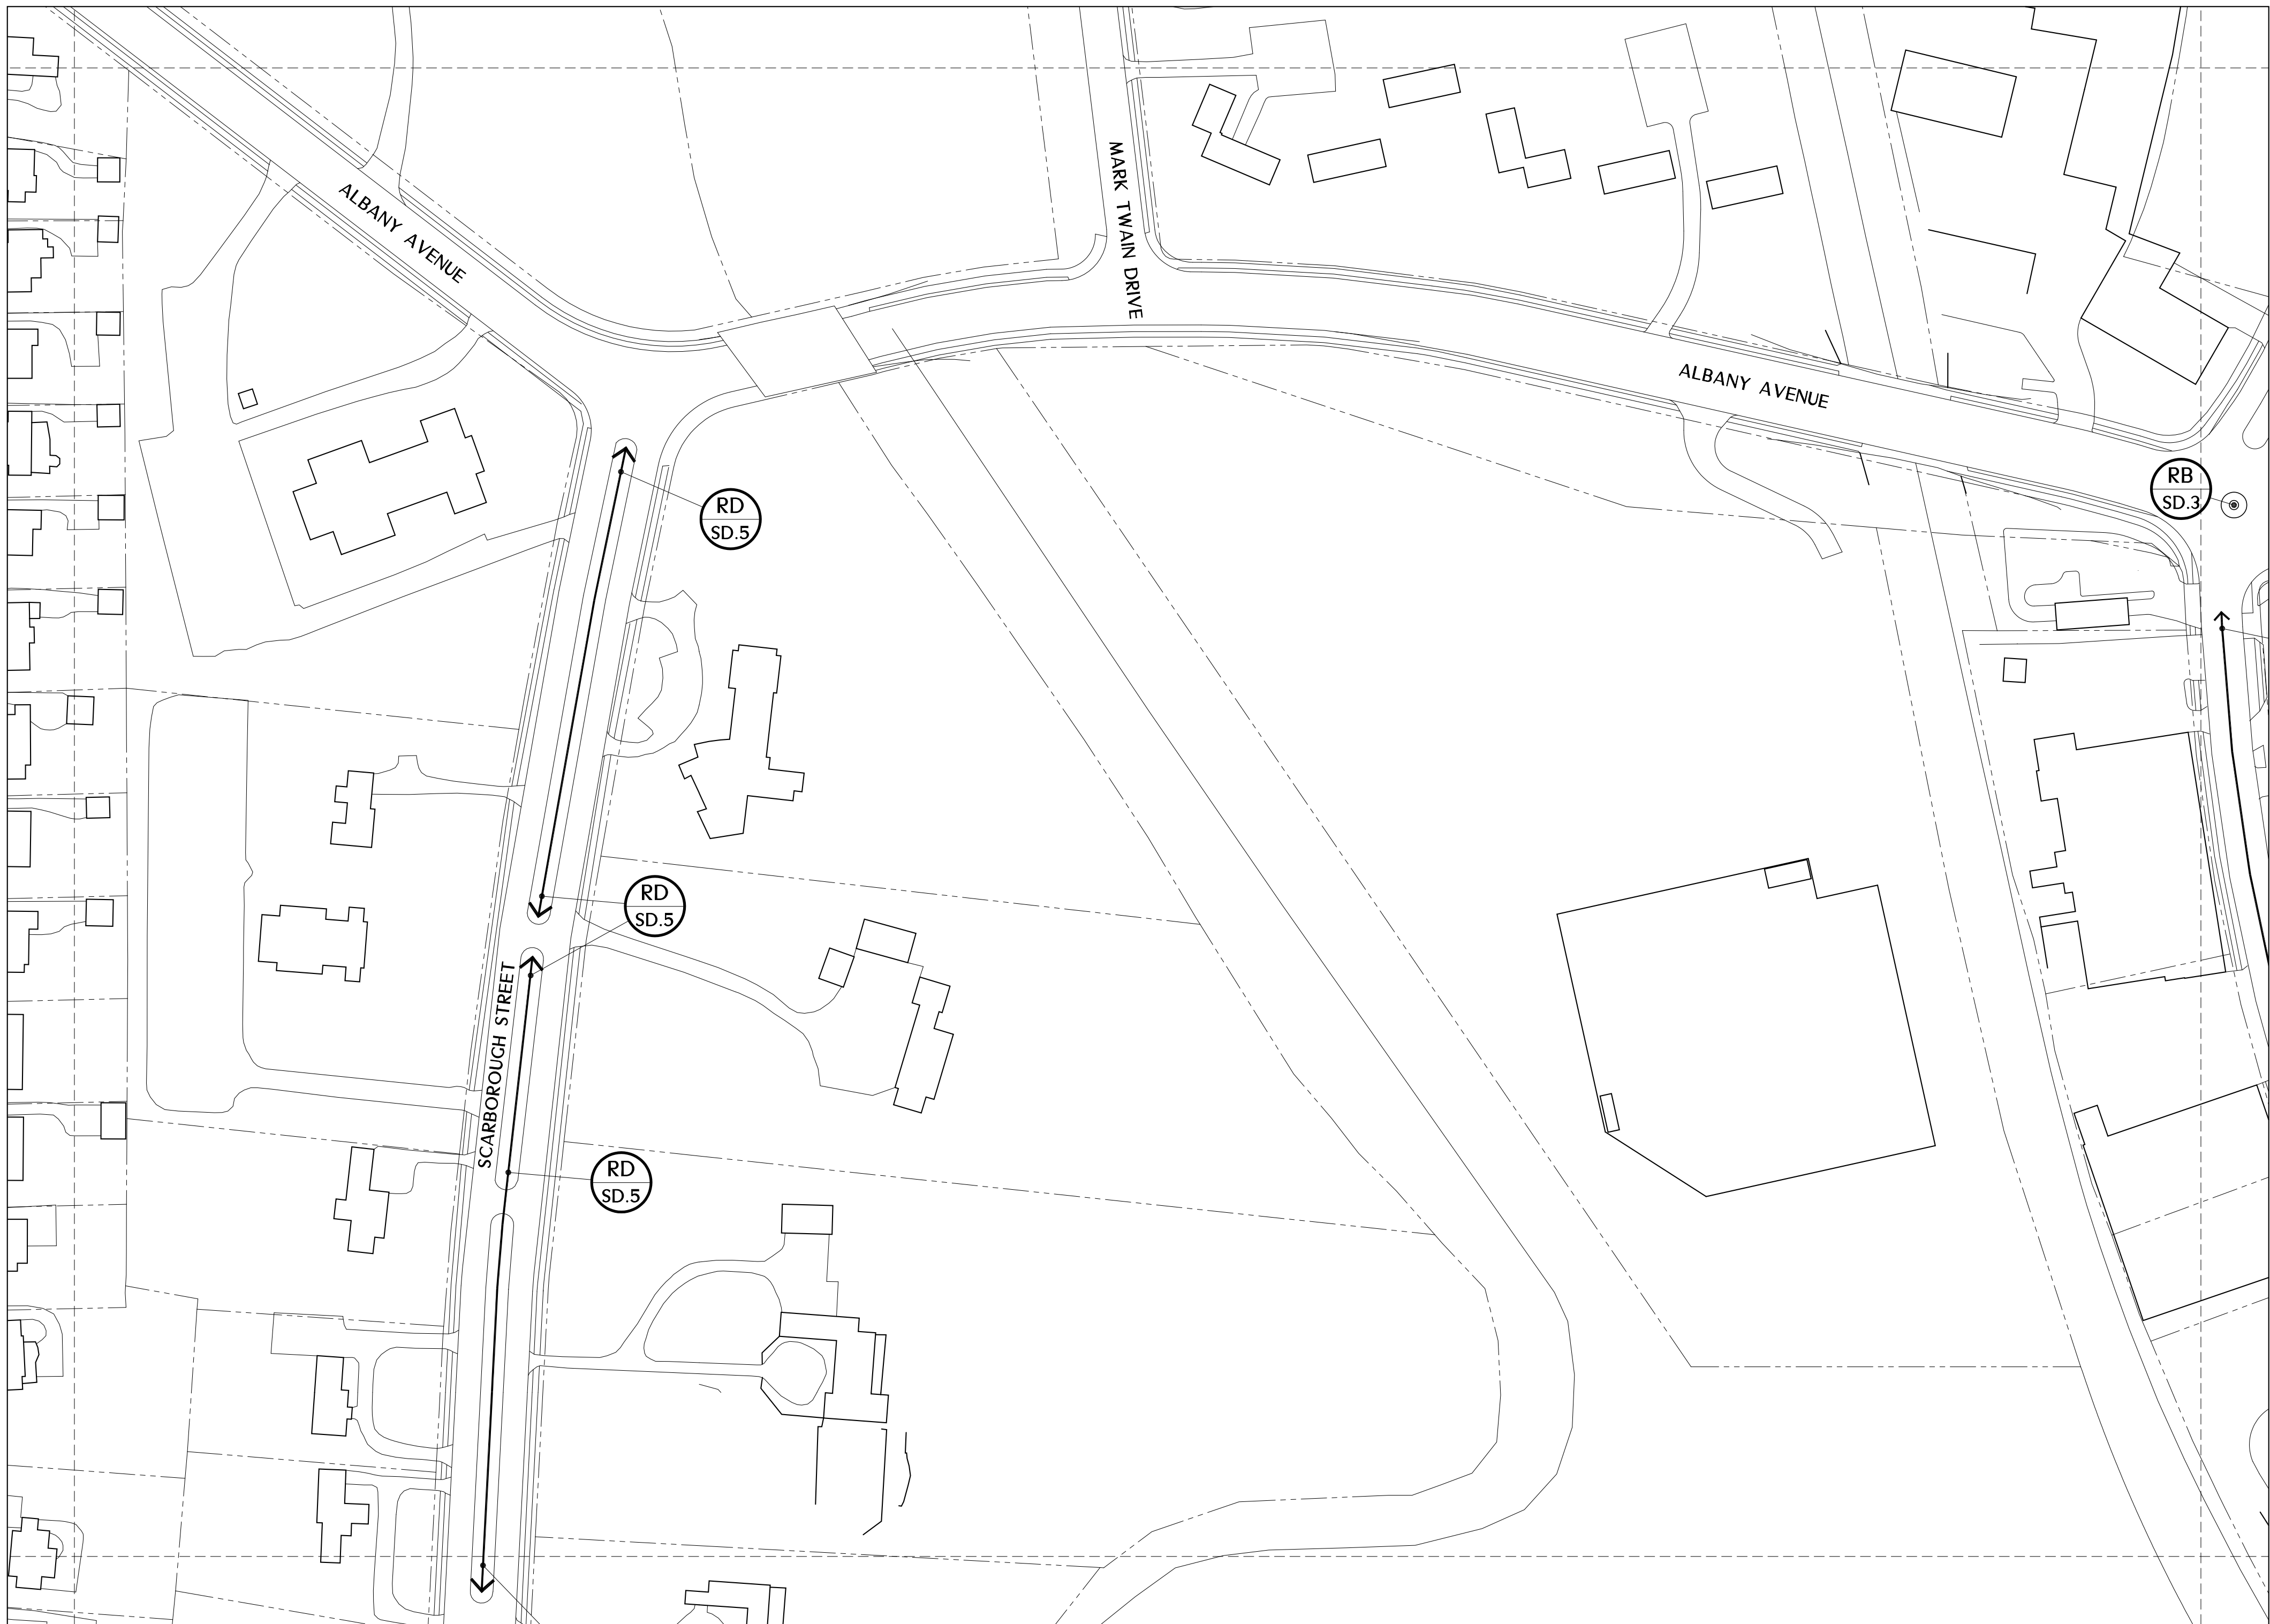 ALBANY AVENUE
MARK TWAIN DRIVE
ALBANY AVENUE
RB
SD.3
RD
SD.5
RD
SD.5
SCARBOROUGH STREET
RD
SD.5